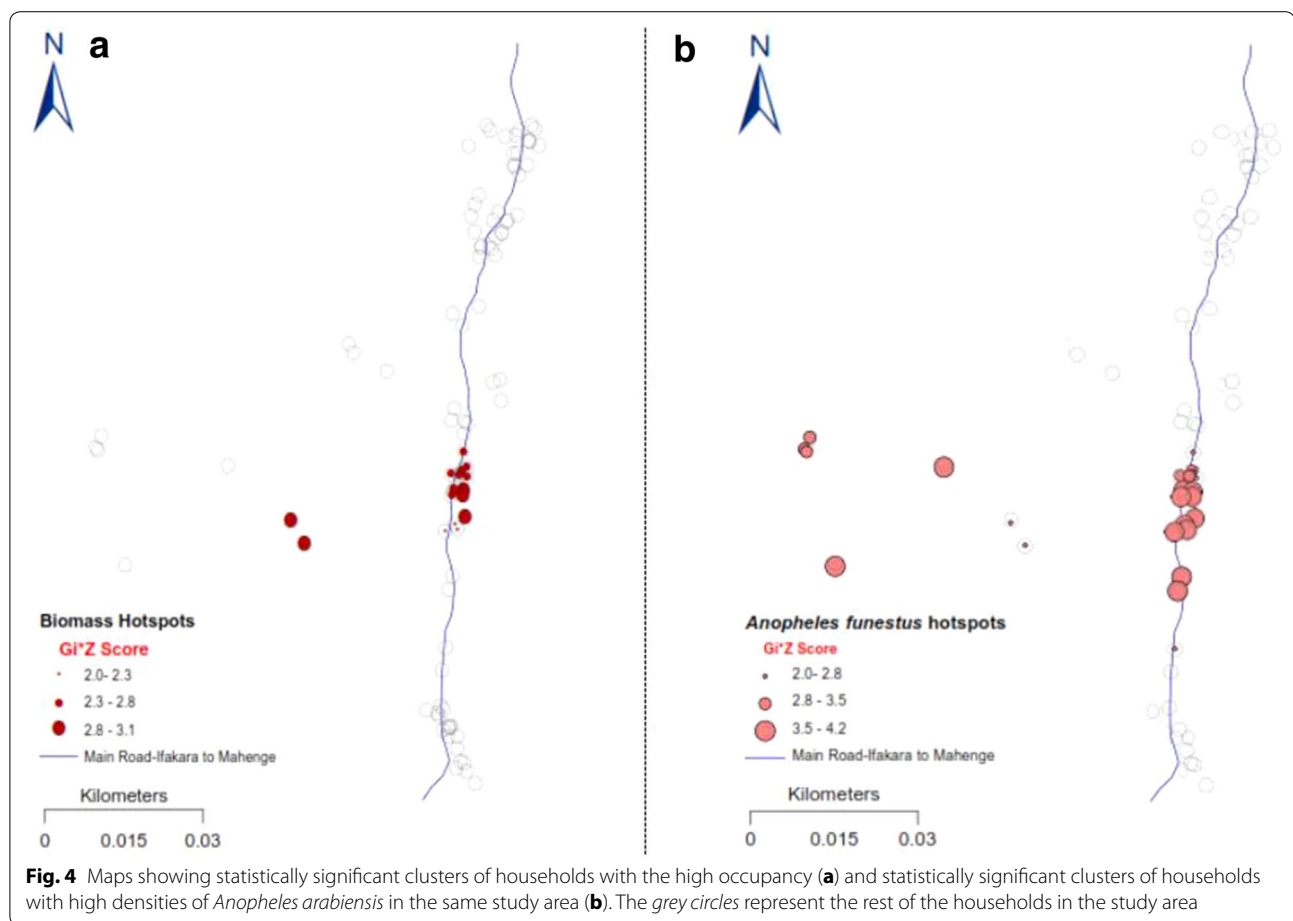 N
a
Biomass Hotspots
Gi*Z Score
2.0- 2.3
2.3 - 2.8
2.8 - 3.1
Main Road-Ifakara to Mahenge
Kilometers
0 0.015 0.03
N
b
Anopheles funestus hotspots
Gi*Z Score
2.0- 2.8
2.8 - 3.5
3.5 - 4.2
Main Road-Ifakara to Mahenge
Kilometers
0 0.015 0.03
Fig. 4 Maps showing statistically significant clusters of households with the high occupancy (a) and statistically significant clusters of households
with high densities of Anopheles arabiensis in the same study area (b). The grey circles represent the rest of the households in the study area